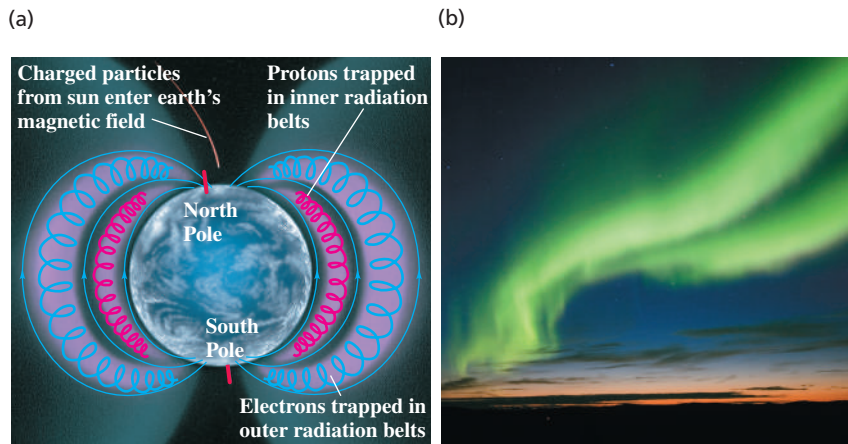 (a)
(b)
Charged particles
from sun enter earth's
magnetic field
Protons trapped
in inner radiation
belts
North
Pole
South
Pole
Electrons trapped in
outer radiation belts